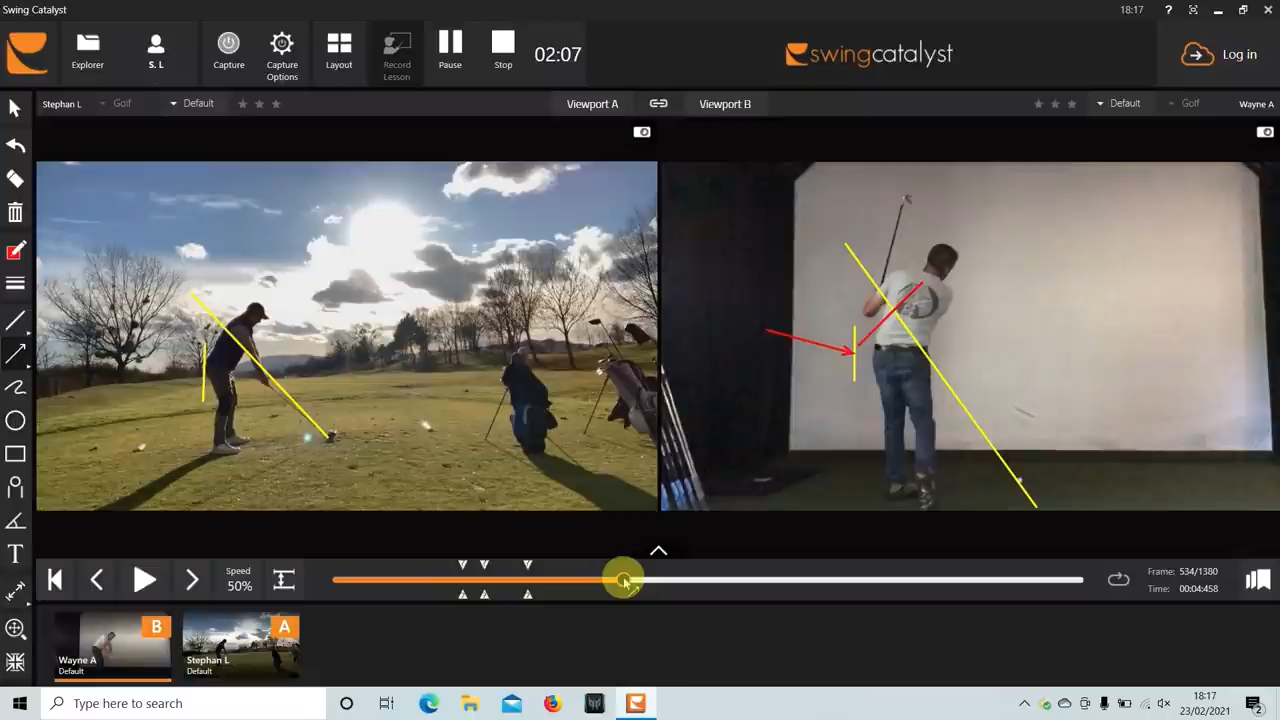 Swing Catalyst
18:17
?
Explorer
S. L
Capture
Capture Options
Layout
Record Lesson
Pause
Stop
02:07
swingcatalyst
Log in
Stephan L
Golf
Default
Viewport A
Viewport B
Default
Golf
Wayne A
T
Speed
50%
Frame: 534/1380
Time: 00:04:458
B
Wayne A
Default
A
Stephan L
Default
Type here to search
18:17
23/02/2021
2